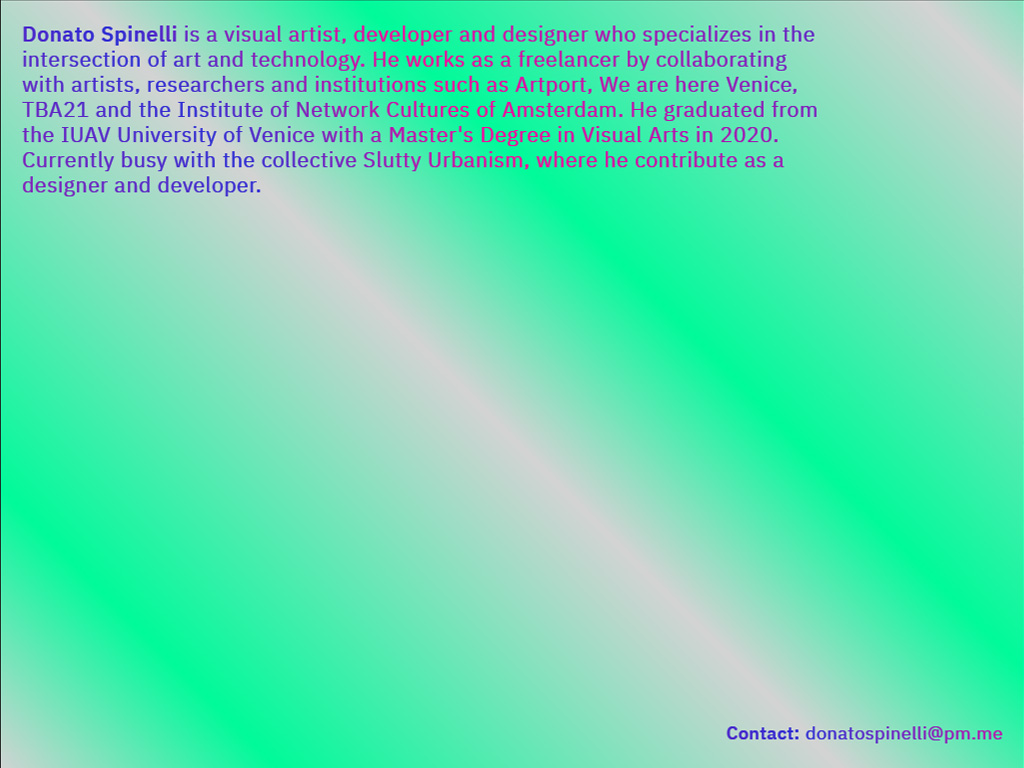 Donato Spinelli is a visual artist, developer and designer who specializes in the
intersection of art and technology. He works as a freelancer by collaborating
with artists, researchers and institutions such as Artport, We are here Venice,
TBA21 and the Institute of Network Cultures of Amsterdam. He graduated from
the IUAV University of Venice with a Master's Degree in Visual Arts in 2020.
Currently busy with the collective Slutty Urbanism, where he contribute as a
designer and developer.
Contact: donatospinelli@pm.me